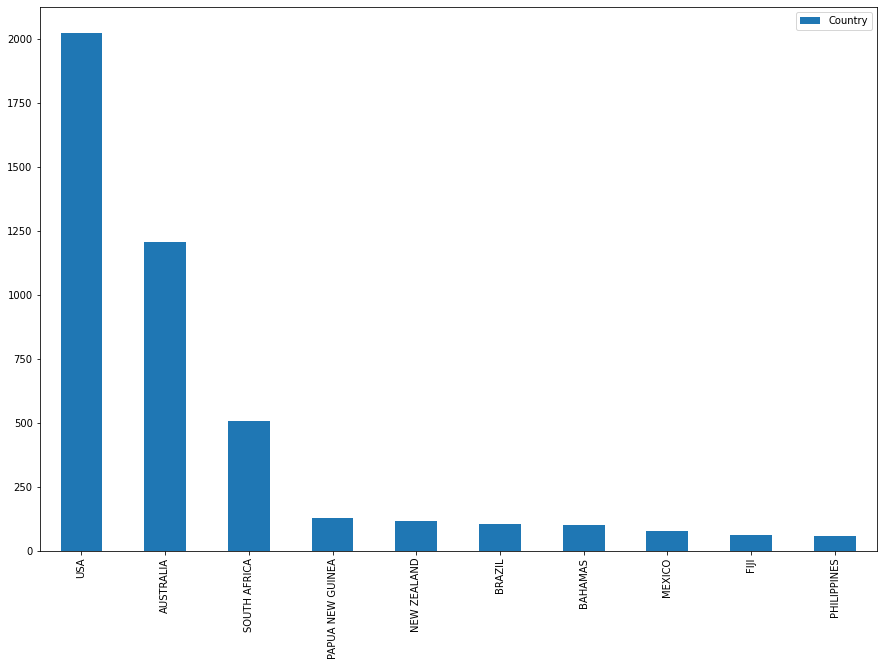 Country
2000
1750
1500
1250
1000
750
500
250
0
USA
AUSTRALIA
SOUTH AFRICA
PAPUA NEW GUINEA
NEW ZEALAND
BRAZIL
BAHAMAS
MEXICO
FIJI
PHILIPPINES